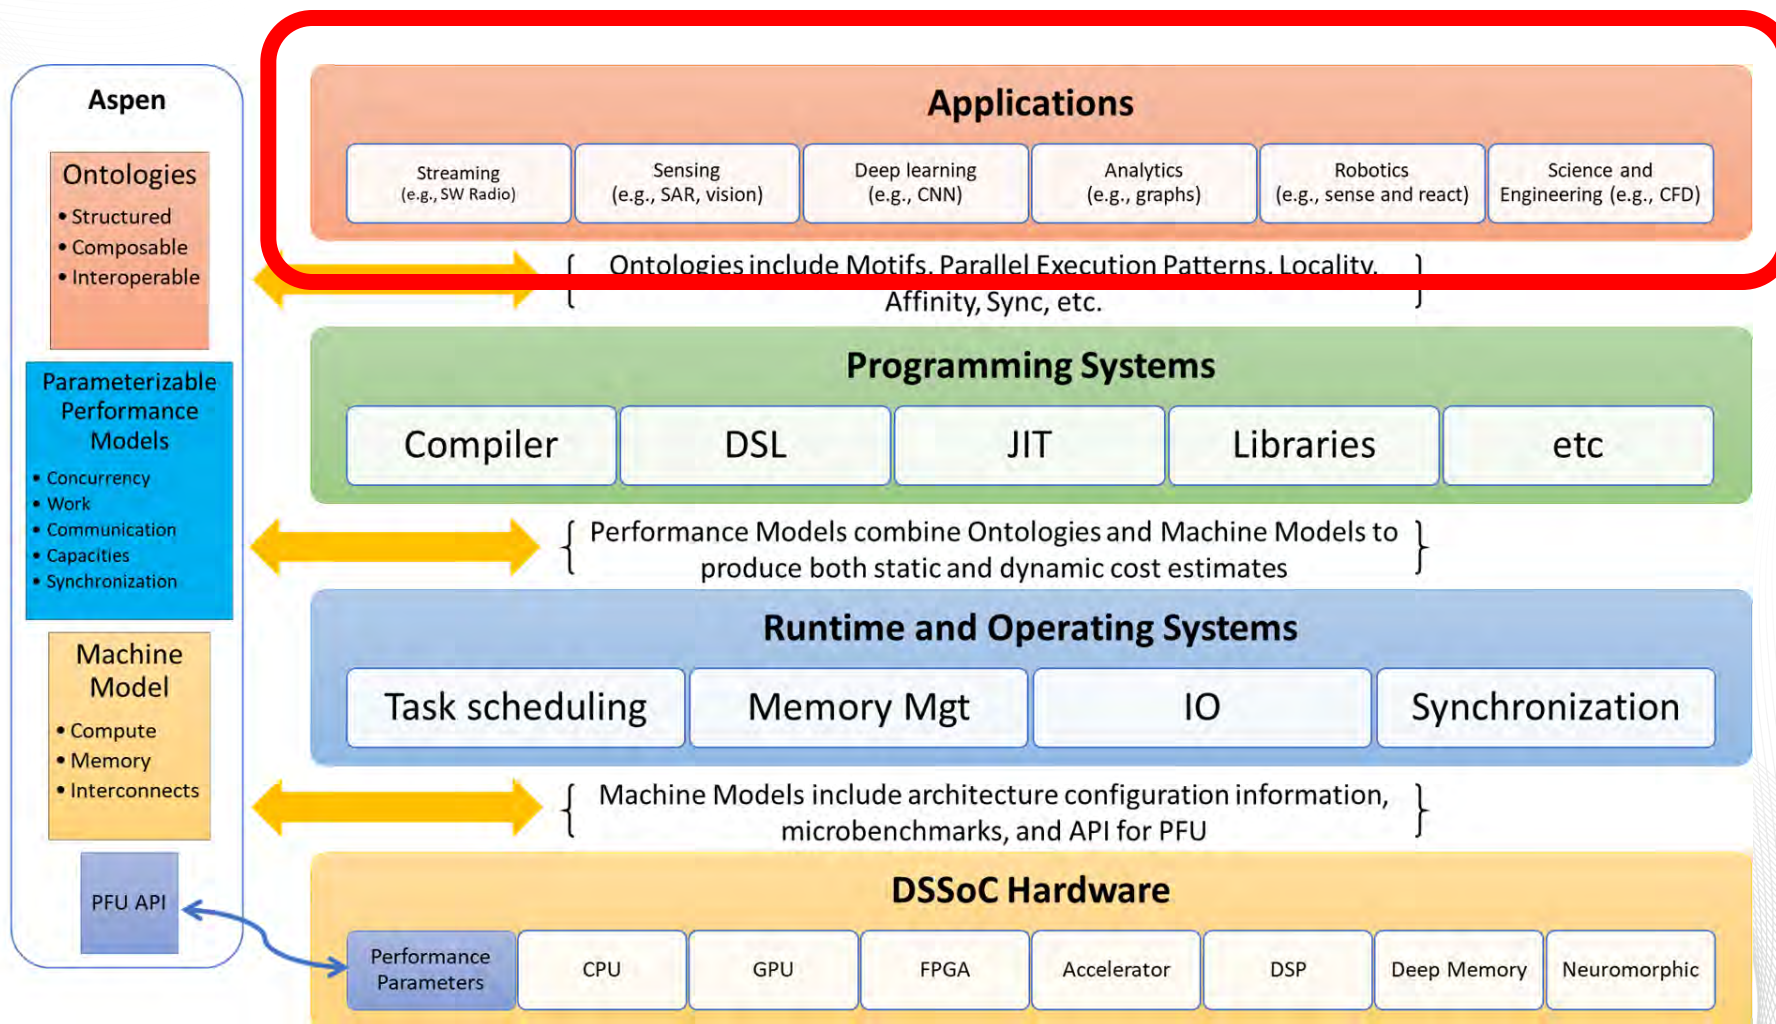 Aspen
Ontologies
• Structured
• Composable
• Interoperable
Parameterizable
Performance
Models
• Concurrency
• Work
• Communication
• Capacities
• Synchronization
Machine
Model
• Compute
• Memory
• Interconnects
PFU API
Applications
Streaming
(e.g., SW Radio)
Sensing
(e.g., SAR, vision)
Deep learning
(e.g., CNN)
Analytics
(e.g., graphs)
Robotics
(e.g., sense and react)
Science and
Engineering (e.g., CFD)
Ontologies include Motifs, Parallel Execution Patterns, Locality,
Affinity, Sync, etc.
Programming Systems
Compiler
DSL
JIT
Libraries
etc
Performance Models combine Ontologies and Machine Models to
produce both static and dynamic cost estimates
Runtime and Operating Systems
Task scheduling
Memory Mgt
IO
Synchronization
Machine Models include architecture configuration information,
microbenchmarks, and API for PFU
DSSoC Hardware
Performance
Parameters
CPU
GPU
FPGA
Accelerator
DSP
Deep Memory
Neuromorphic